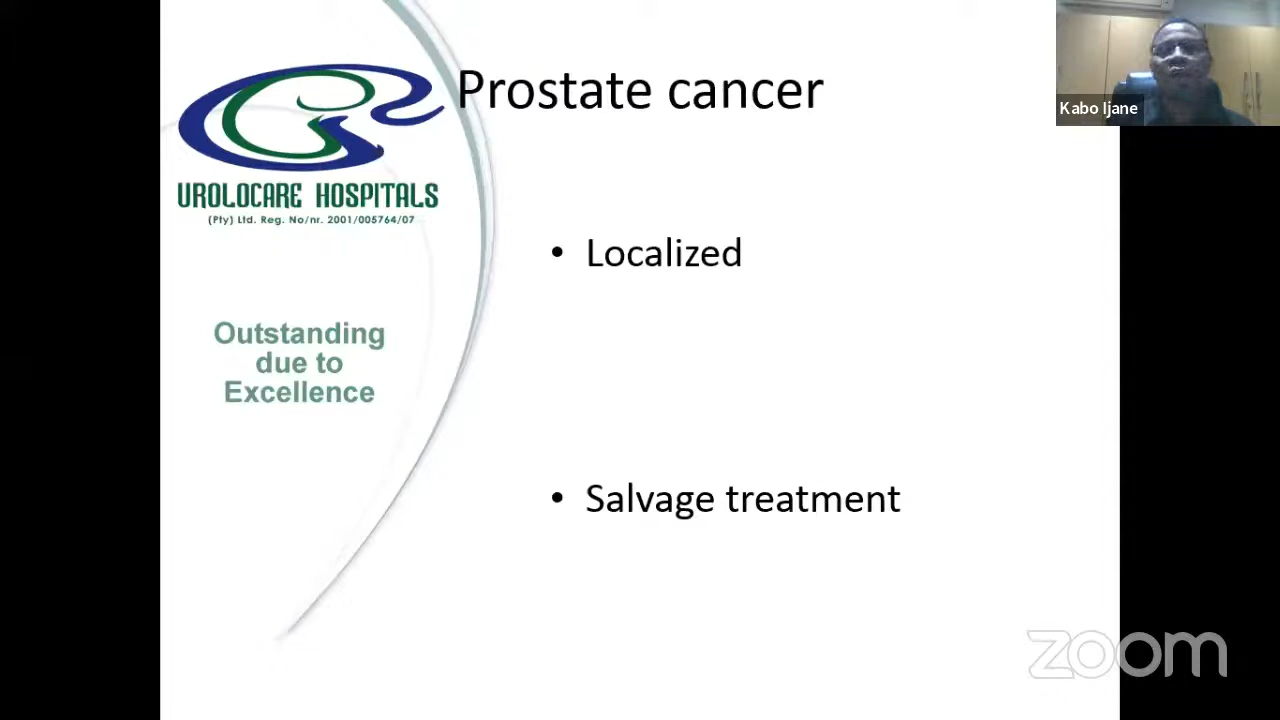 Prostate cancer
Kabo Ijane
UROLOCARE HOSPITALS
(Pty) Ltd. Reg. No/nr. 2001/005764/07
• Localized
Outstanding
due to
Excellence
• Salvage treatment
zoom